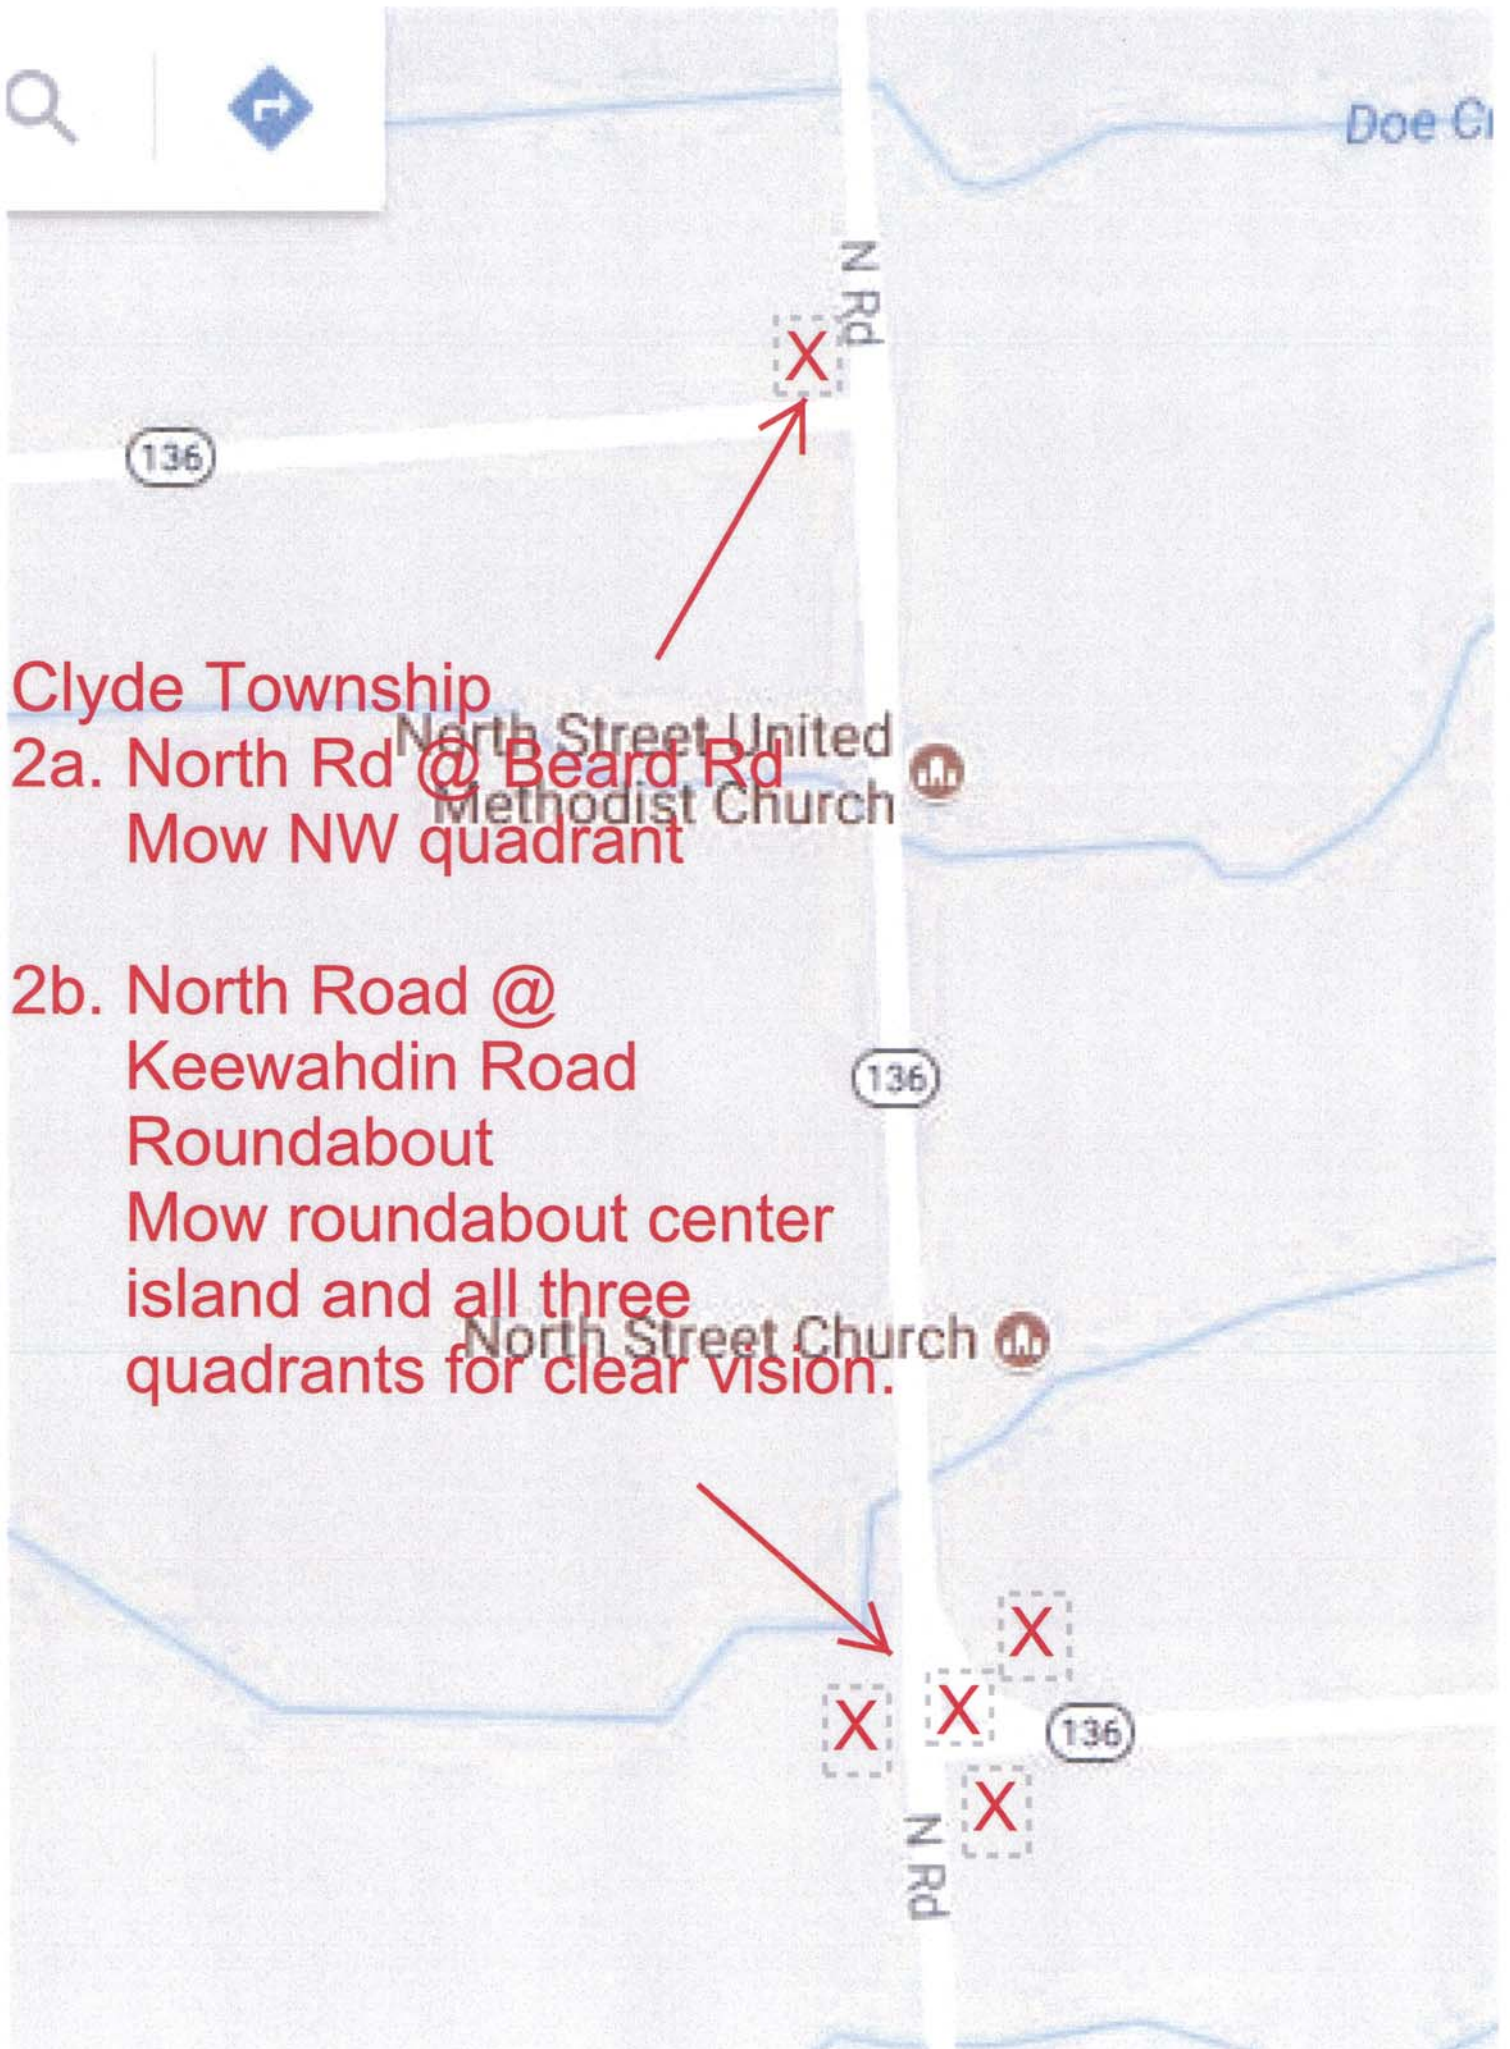 Doe Cr
N Rd
X
136
Clyde Township
North Street United
Methodist Church
2a. North Rd @ Beard Rd
Mow NW quadrant
2b. North Road @
Keewahdin Road
Roundabout
Mow roundabout center
island and all three
quadrants for clear vision.
136
North Street Church
X
X
X
136
X
N Rd